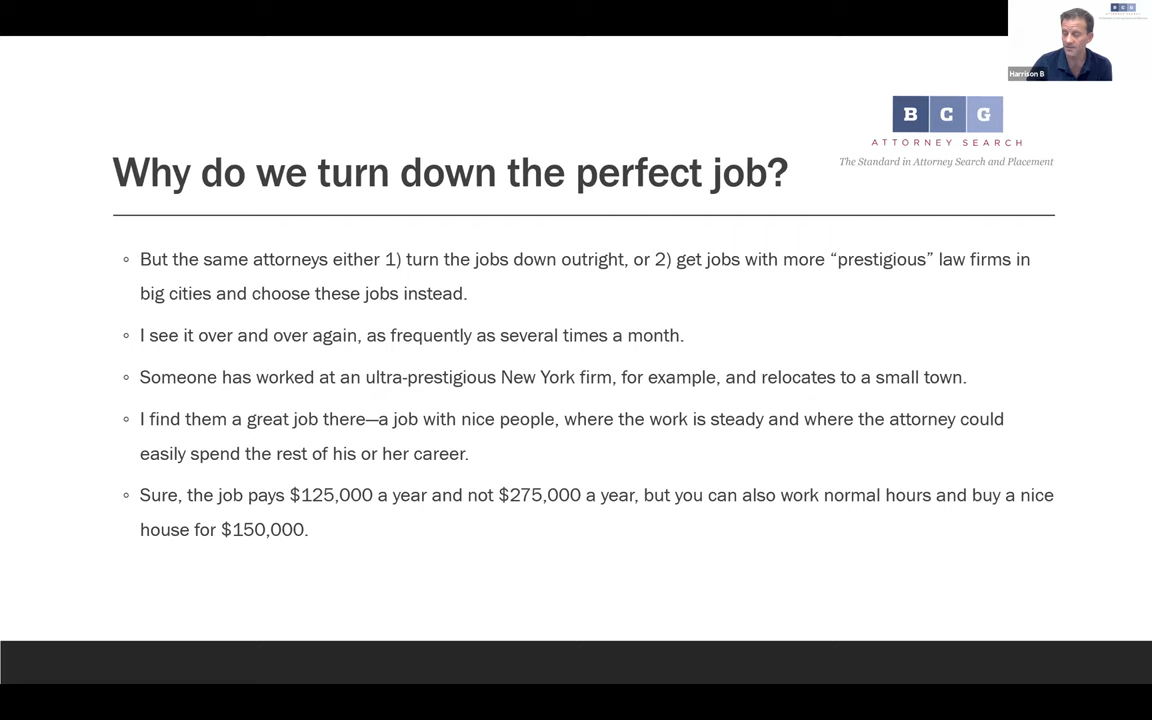 Harrison B
B C G
ATTORNEY SEARCH
The Standard in Attorney Search and Placement
Why do we turn down the perfect job?
But the same attorneys either 1) turn the jobs down outright, or 2) get jobs with more “prestigious” law firms in
big cities and choose these jobs instead.
I see it over and over again, as frequently as several times a month.
Someone has worked at an ultra-prestigious New York firm, for example, and relocates to a small town.
I find them a great job there—a job with nice people, where the work is steady and where the attorney could
easily spend the rest of his or her career.
Sure, the job pays $125,000 a year and not $275,000 a year, but you can also work normal hours and buy a nice
house for $150,000.